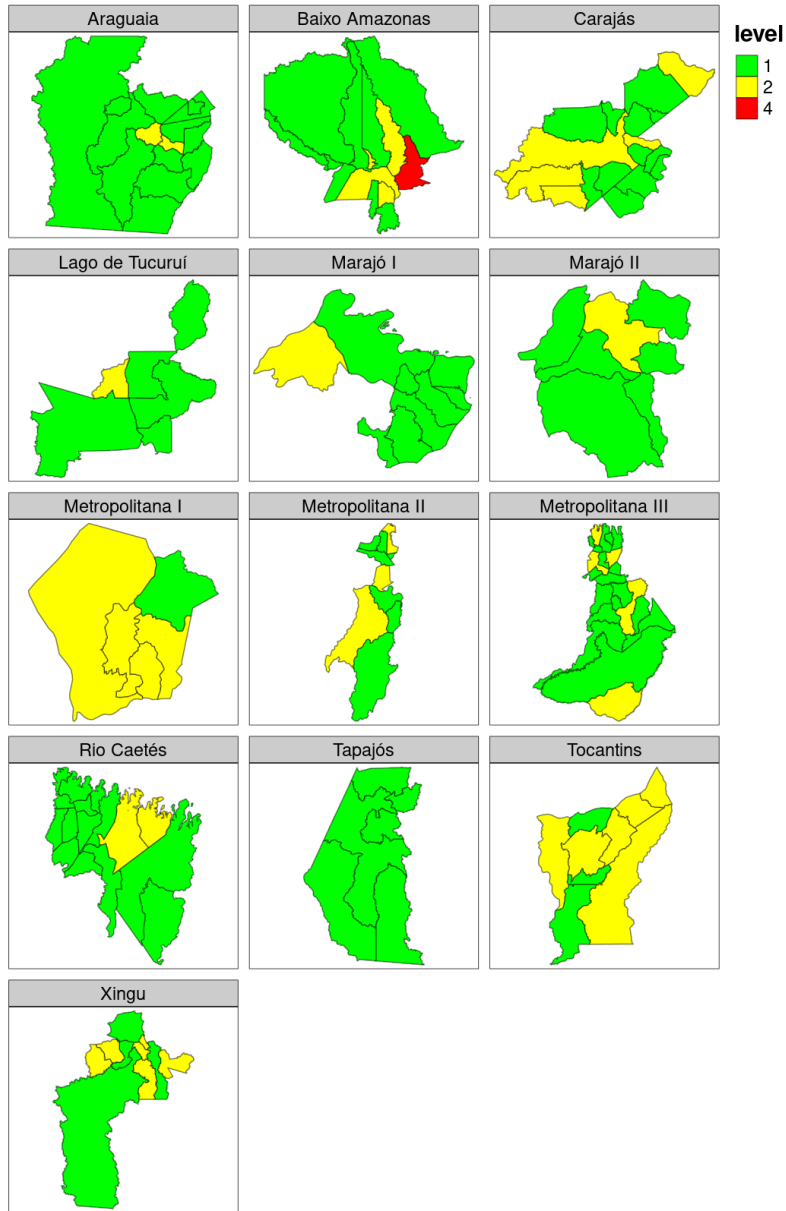 Araguaia
Baixo Amazonas
Carajás
level
1
2
4
Lago de Tucuruí
Marajó I
Marajó II
Metropolitana I
Metropolitana II
Metropolitana III
Rio Caetés
Tapajós
Tocantins
Xingu